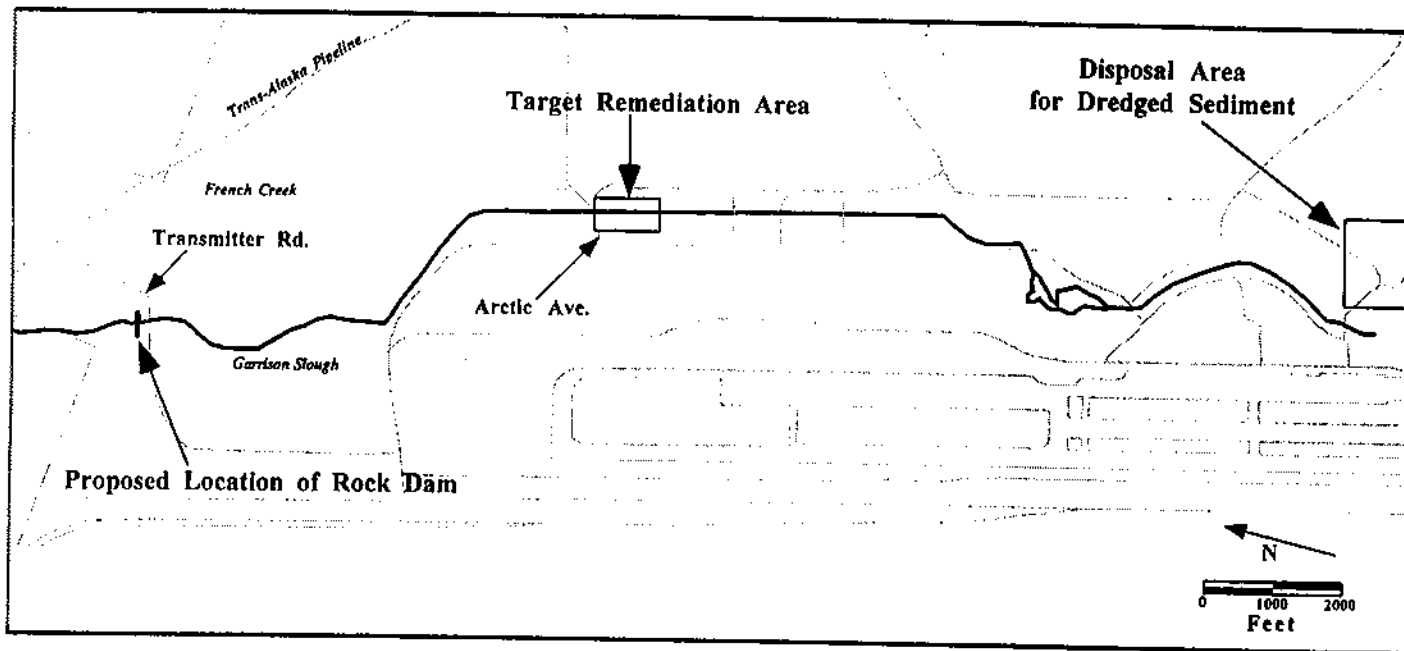 Trans-Alaska Pipeline
Target Remediation Area
Disposal Area
for Dredged Sediment
French Creek
Transmitter Rd.
Arctic Ave.
Garrison Slough
Proposed Location of Rock Dam
N
0 1000 2000
Feet